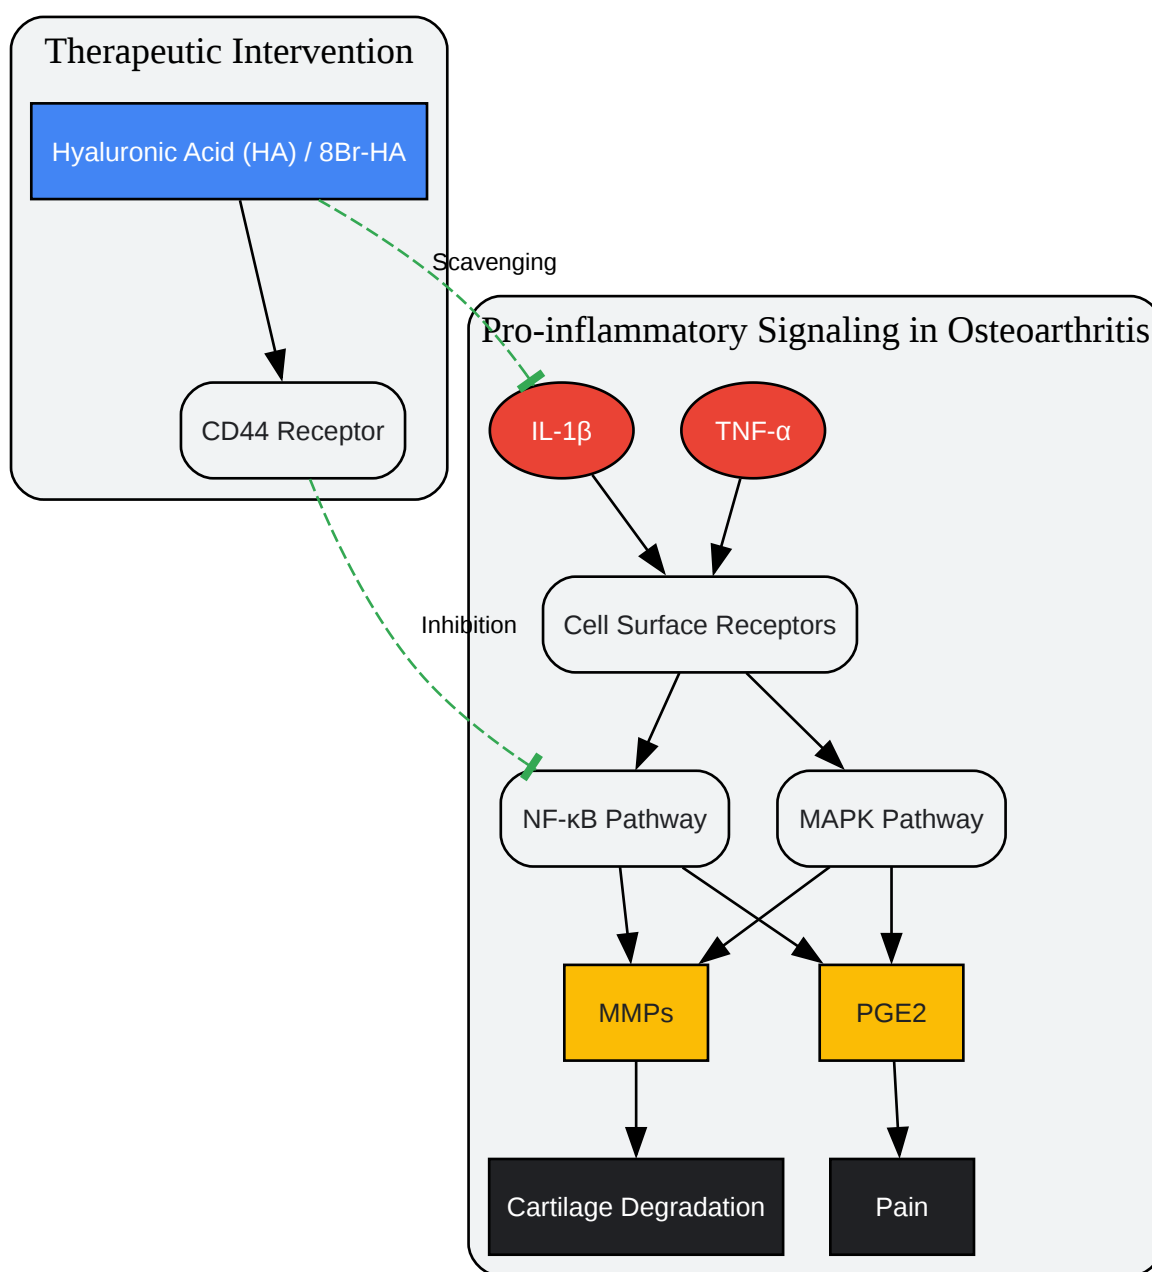 Therapeutic Intervention
Hyaluronic Acid (HA) / 8Br-HA
Scavenging
Pro-inflammatory Signaling in Osteoarthritis
CD44 Receptor
IL-1β
TNF-α
Inhibition
Cell Surface Receptors
NF-κB Pathway
MAPK Pathway
MMPs
PGE2
Cartilage Degradation
Pain